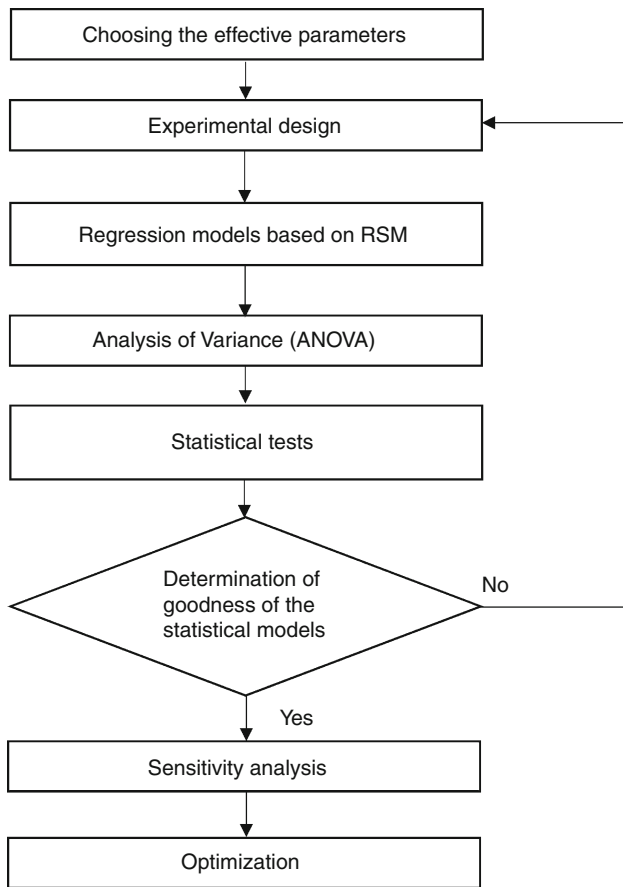 Choosing the effective parameters
Experimental design
Regression models based on RSM
Analysis of Variance (ANOVA)
Statistical tests
Determination of
goodness of the
statistical models
No
Yes
Sensitivity analysis
Optimization